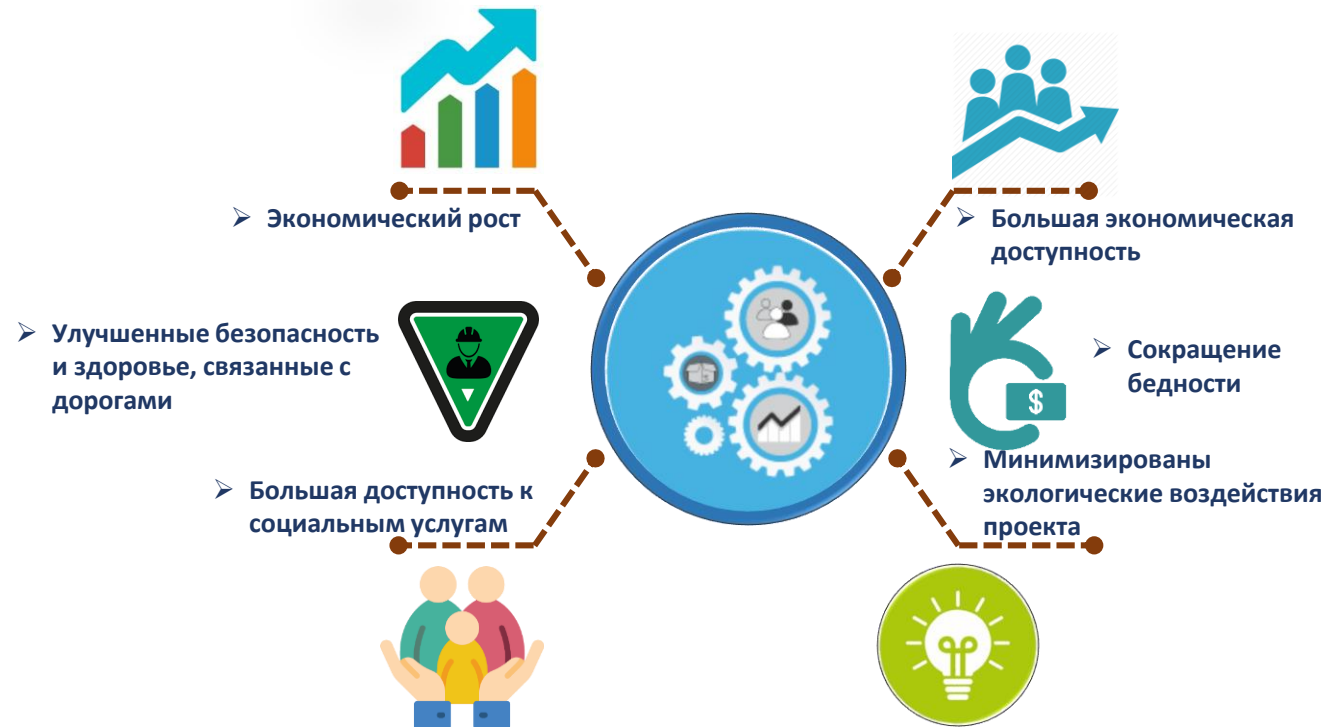 ➢ Экономический рост
➢ Большая экономическая
доступность
➢ Улучшенные безопасность
и здоровье, связанные с
дорогами
➢ Сокращение
бедности
$
➢ Большая доступность к
социальным услугам
➢ Минимизированы
экологические воздействия
проекта